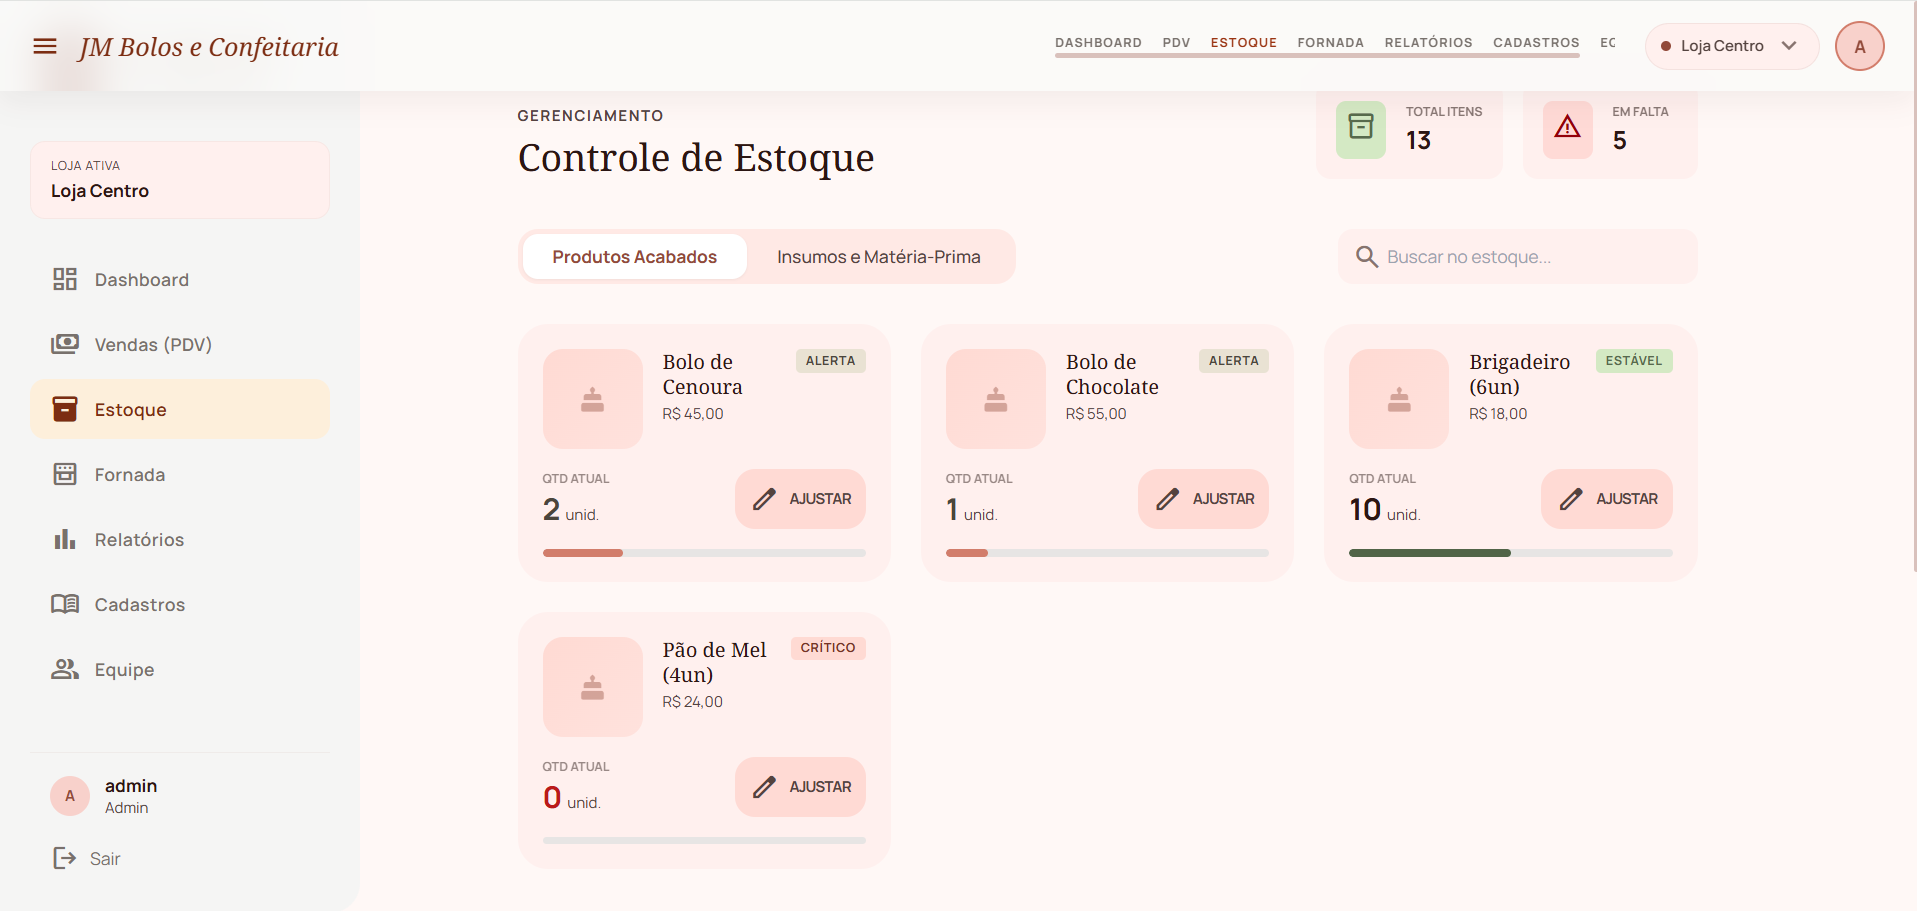 JM Bolos e Confeitaria
DASHBOARD PDV ESTOQUE FORNADA RELATÓRIOS CADASTROS
Loja Centro
A
LOJA ATIVA
Loja Centro
Dashboard
Vendas (PDV)
Estoque
Fornada
Relatórios
Cadastros
Equipe
A
admin
Admin
Sair
GERENCIAMENTO
Controle de Estoque
TOTAL ITENS
13
EM FALTA
5
Produtos Acabados
Insumos e Matéria-Prima
Buscar no estoque...
Bolo de
Cenoura
ALERTA
R$ 45,00
QTD ATUAL
2 unid.
AJUSTAR
Bolo de
Chocolate
ALERTA
R$ 55,00
QTD ATUAL
1 unid.
AJUSTAR
Brigadeiro
(6un)
ESTÁVEL
R$ 18,00
QTD ATUAL
10 unid.
AJUSTAR
Pão de Mel
(4un)
CRÍTICO
R$ 24,00
QTD ATUAL
0 unid.
AJUSTAR